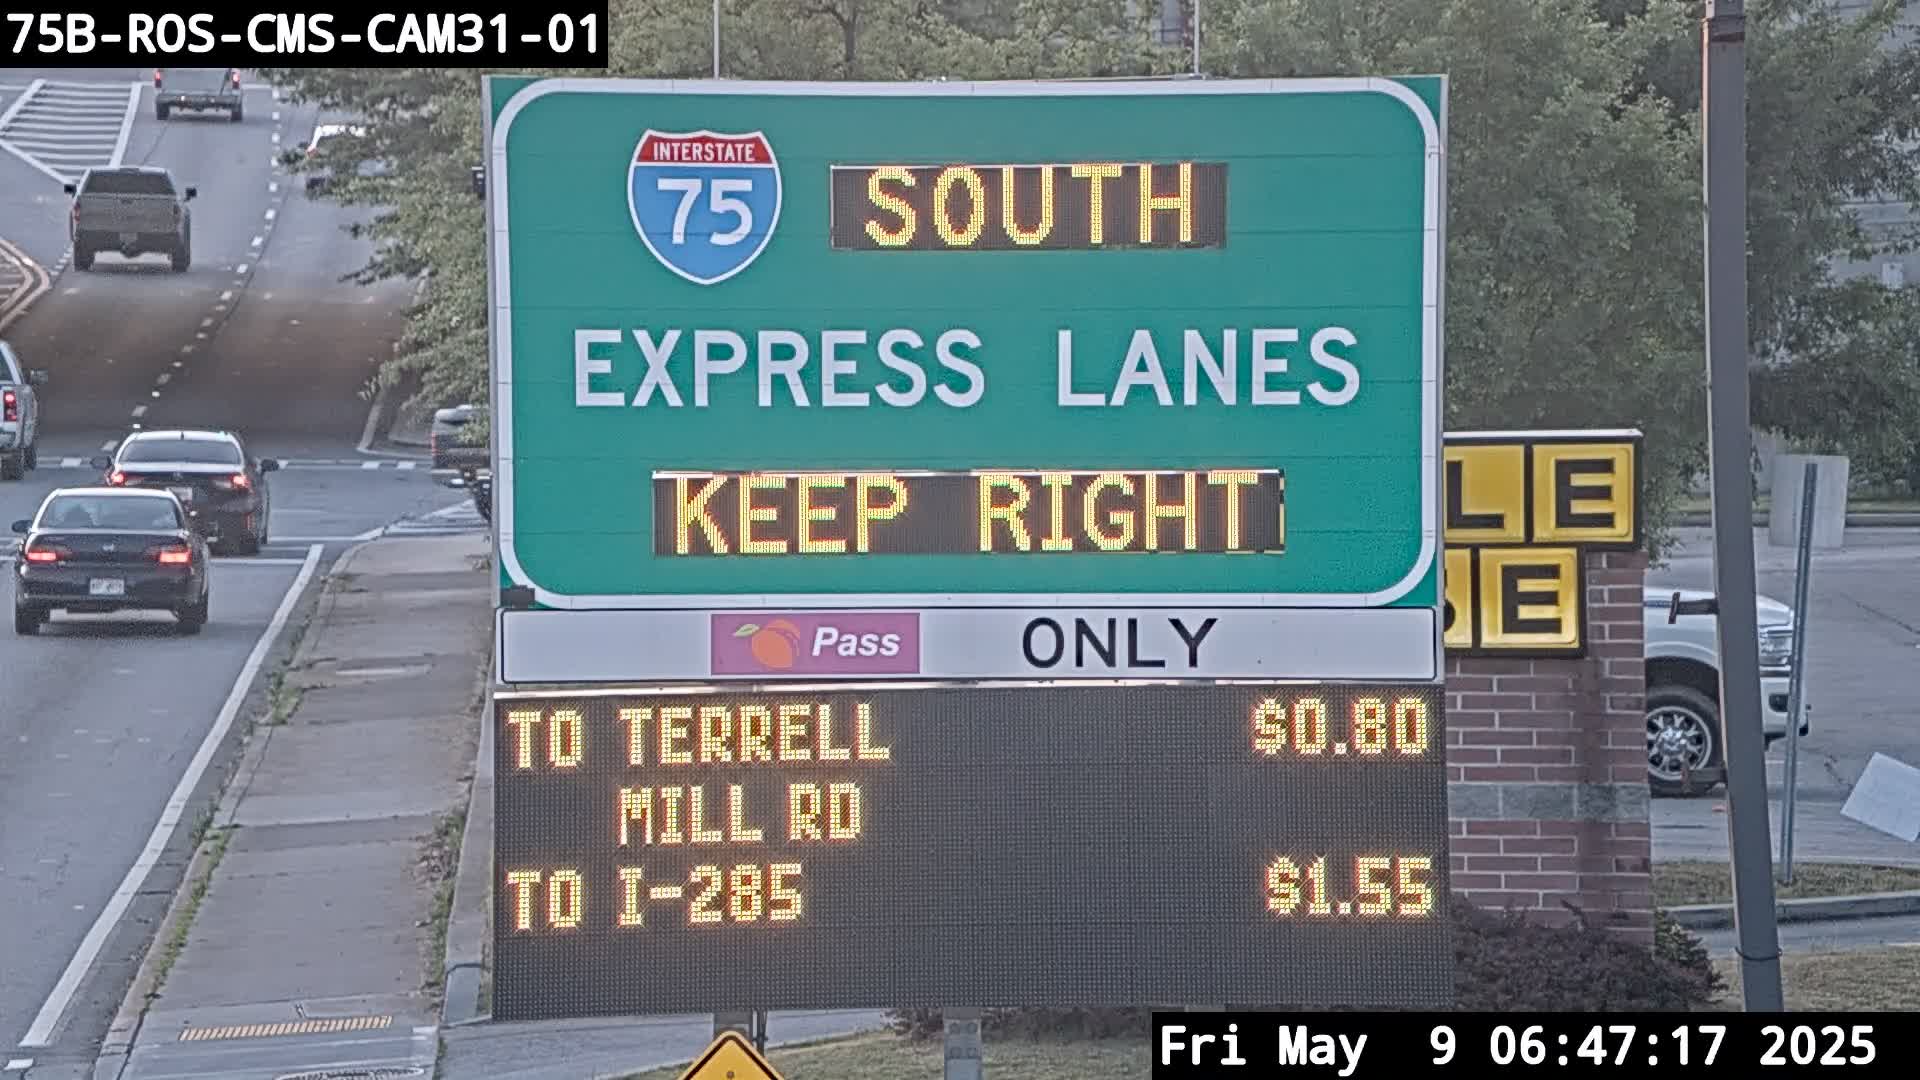 75B-ROS-CMS-CAM31-01
INTERSTATE
75
SOUTH
EXPRESS LANES
KEEP RIGHT
Pass ONLY
TO TERRELL $0.80
MILL RD
TO I-285 $1.55
LE
E
Fri May 9 06:47:17 2025